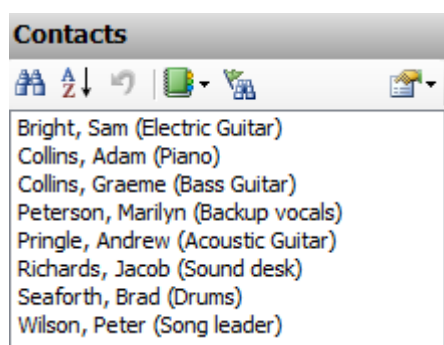 Contacts
A
Z
Bright, Sam (Electric Guitar)
Collins, Adam (Piano)
Collins, Graeme (Bass Guitar)
Peterson, Marilyn (Backup vocals)
Pringle, Andrew (Acoustic Guitar)
Richards, Jacob (Sound desk)
Seaforth, Brad (Drums)
Wilson, Peter (Song leader)